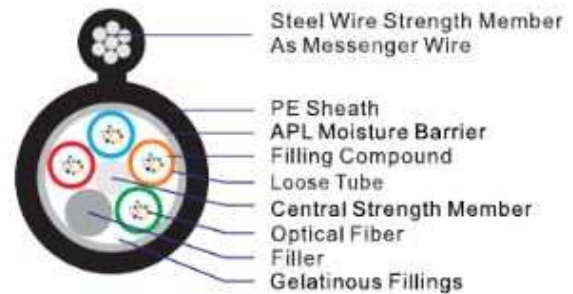 Steel Wire Strength Member
As Messenger Wire
PE Sheath
APL Moisture Barrier
Filling Compound
Loose Tube
Central Strength Member
Optical Fiber
Filler
Gelatinous Fillings